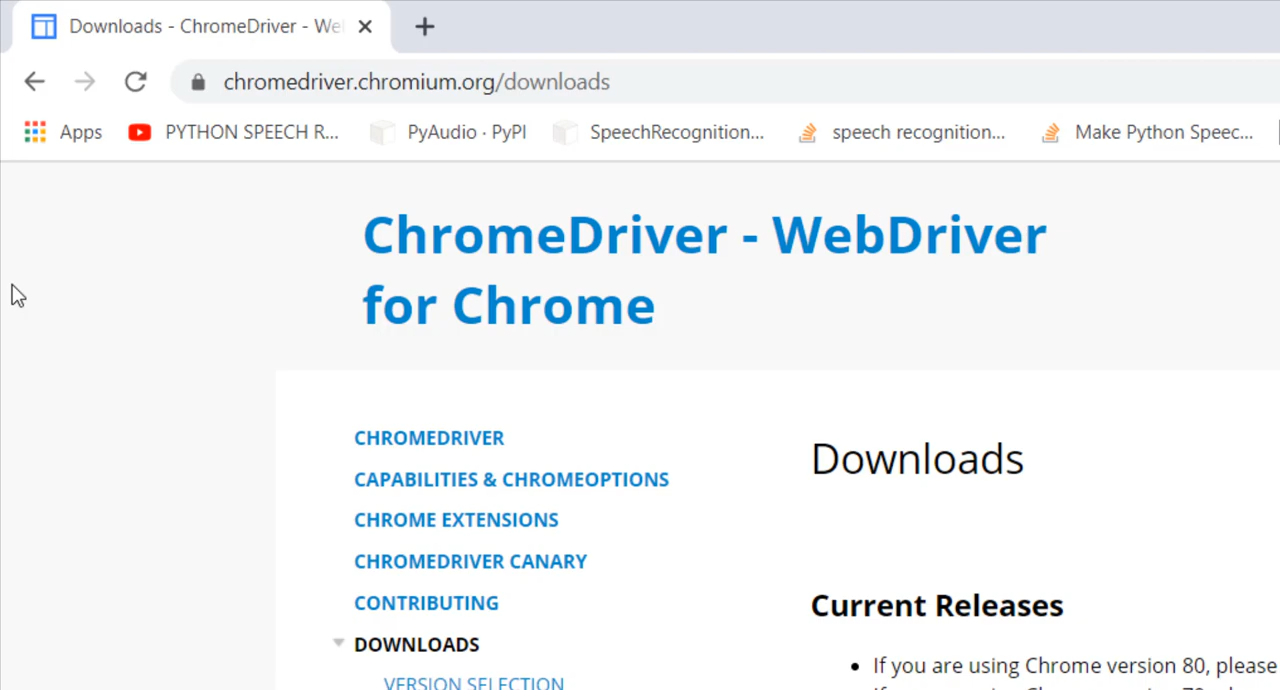 Downloads - ChromeDriver - We
chromedriver.chromium.org/downloads
Apps PYTHON SPEECH R... PyAudio · PyPI SpeechRecognition... speech recognition... Make Python Speec...
ChromeDriver - WebDriver
for Chrome
CHROMEDRIVER
CAPABILITIES & CHROMEOPTIONS
CHROME EXTENSIONS
CHROMEDRIVER CANARY
CONTRIBUTING
DOWNLOADS
VERSION SELECTION
Downloads
Current Releases
• If you are using Chrome version 80, please